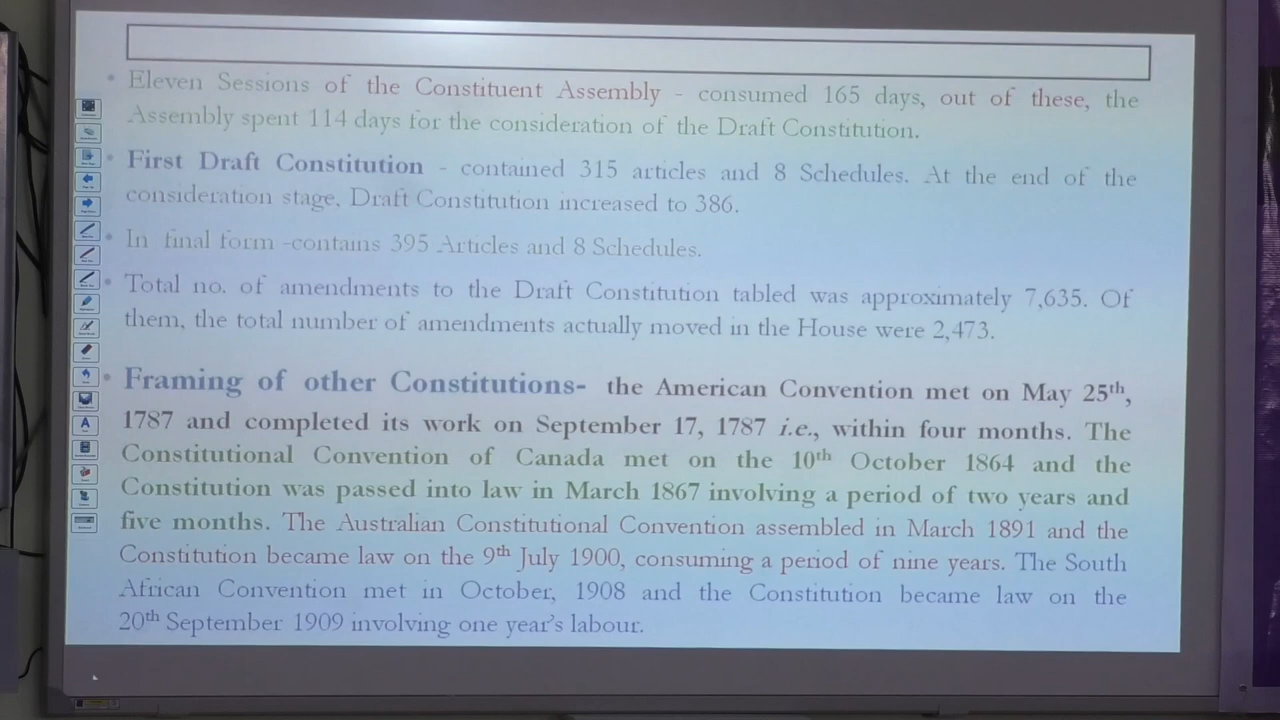 • Eleven Sessions of the Constituent Assembly - consumed 165 days, out of these, the
Assembly spent 114 days for the consideration of the Draft Constitution.
• First Draft Constitution - contained 315 articles and 8 Schedules. At the end of the
consideration stage, Draft Constitution increased to 386.
• In final form -contains 395 Articles and 8 Schedules.
• Total no. of amendments to the Draft Constitution tabled was approximately 7,635. Of
them, the total number of amendments actually moved in the House were 2,473.
• Framing of other Constitutions- the American Convention met on May 25th,
1787 and completed its work on September 17, 1787 i.e., within four months. The
Constitutional Convention of Canada met on the 10th October 1864 and the
Constitution was passed into law in March 1867 involving a period of two years and
five months. The Australian Constitutional Convention assembled in March 1891 and the
Constitution became law on the 9th July 1900, consuming a period of nine years. The South
African Convention met in October, 1908 and the Constitution became law on the
20th September 1909 involving one year's labour.